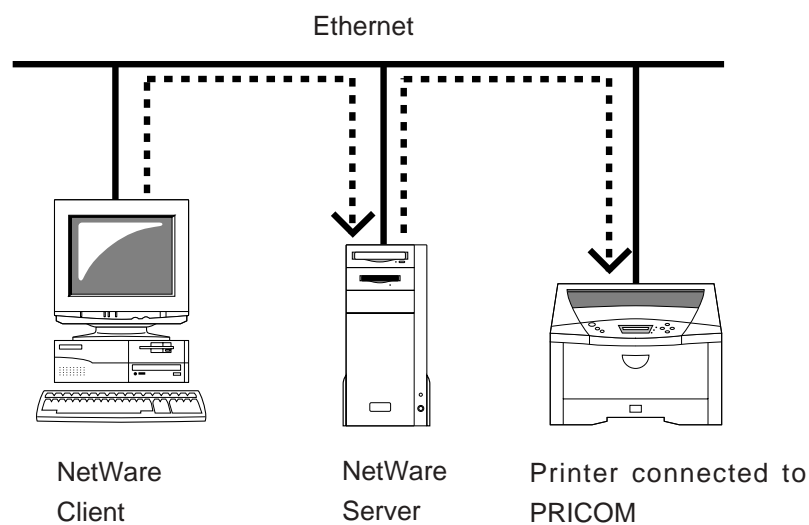 Ethernet
NetWare
Client
NetWare
Server
Printer connected to
PRICOM